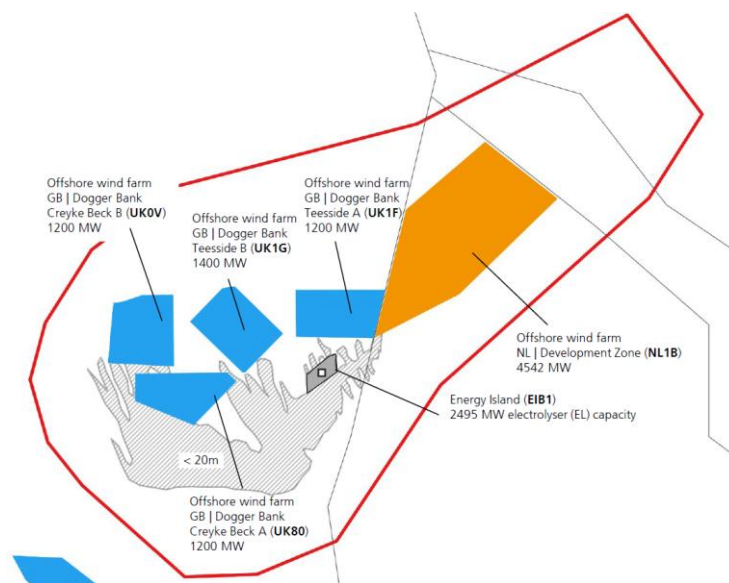 Offshore wind farm
GB | Dogger Bank
Creyke Beck B (UK0V)
1200 MW
Offshore wind farm
GB | Dogger Bank
Teesside B (UK1G)
1400 MW
Offshore wind farm
GB | Dogger Bank
Teesside A (UK1F)
1200 MW
Offshore wind farm
NL | Development Zone (NL1B)
4542 MW
Energy Island (EIB1)
2495 MW electrolyser (EL) capacity
< 20m
Offshore wind farm
GB | Dogger Bank
Creyke Beck A (UK80)
1200 MW